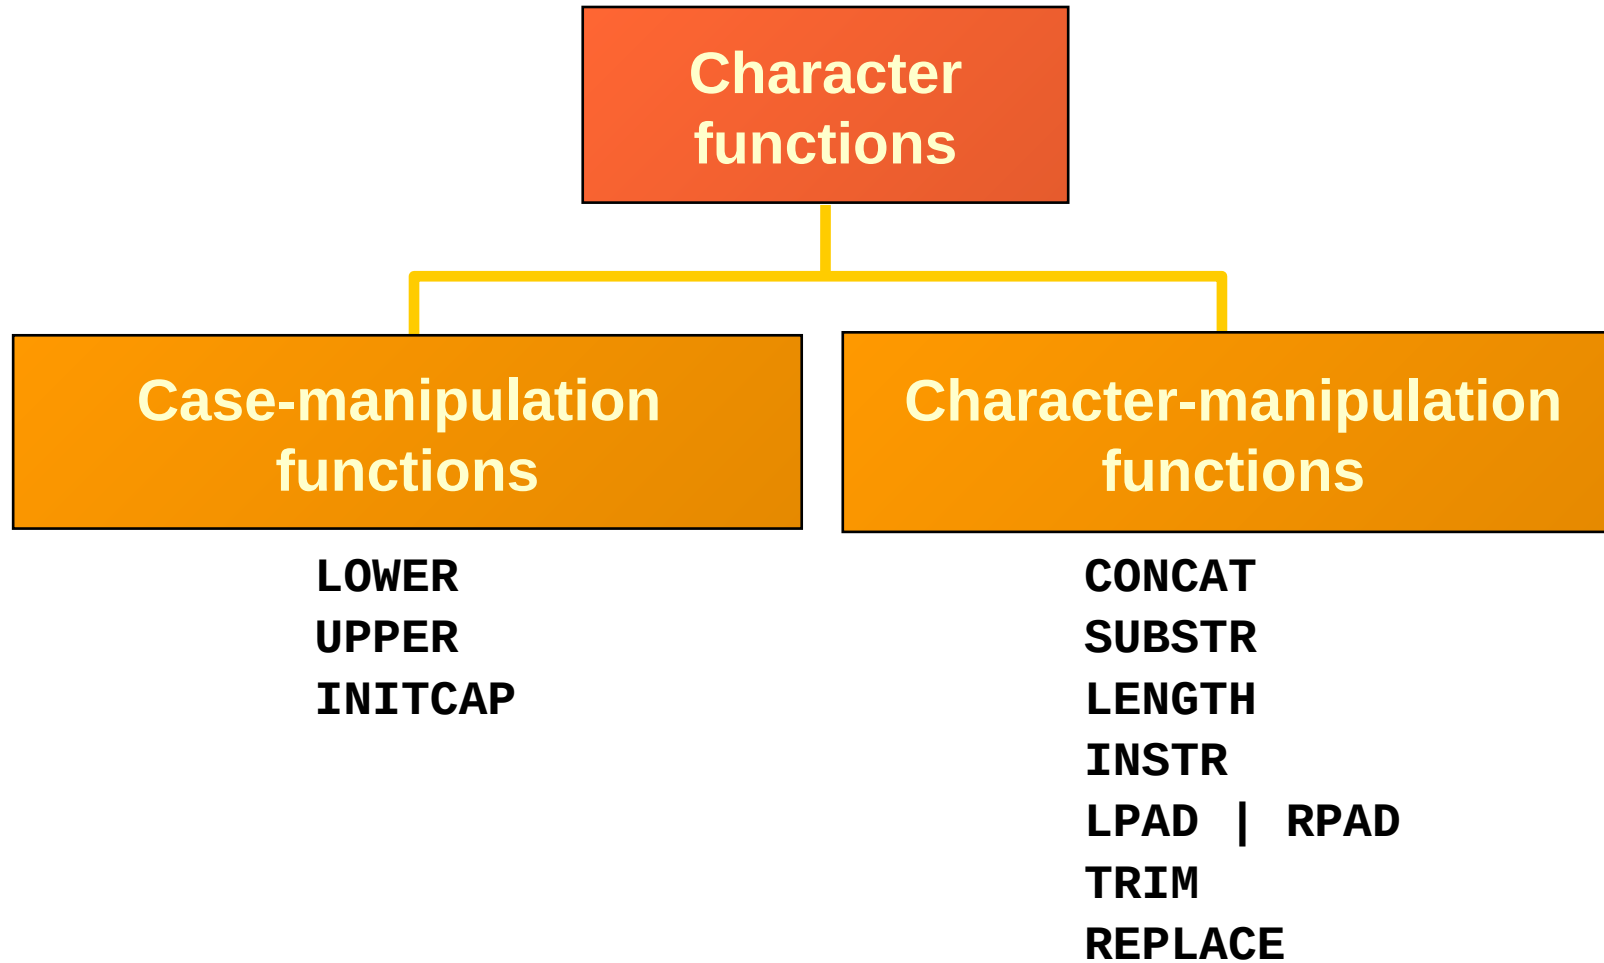 Character
functions
Case-manipulation
functions
Character-manipulation
functions
LOWER
UPPER
INITCAP
CONCAT
SUBSTR
LENGTH
INSTR
LPAD | RPAD
TRIM
REPLACE